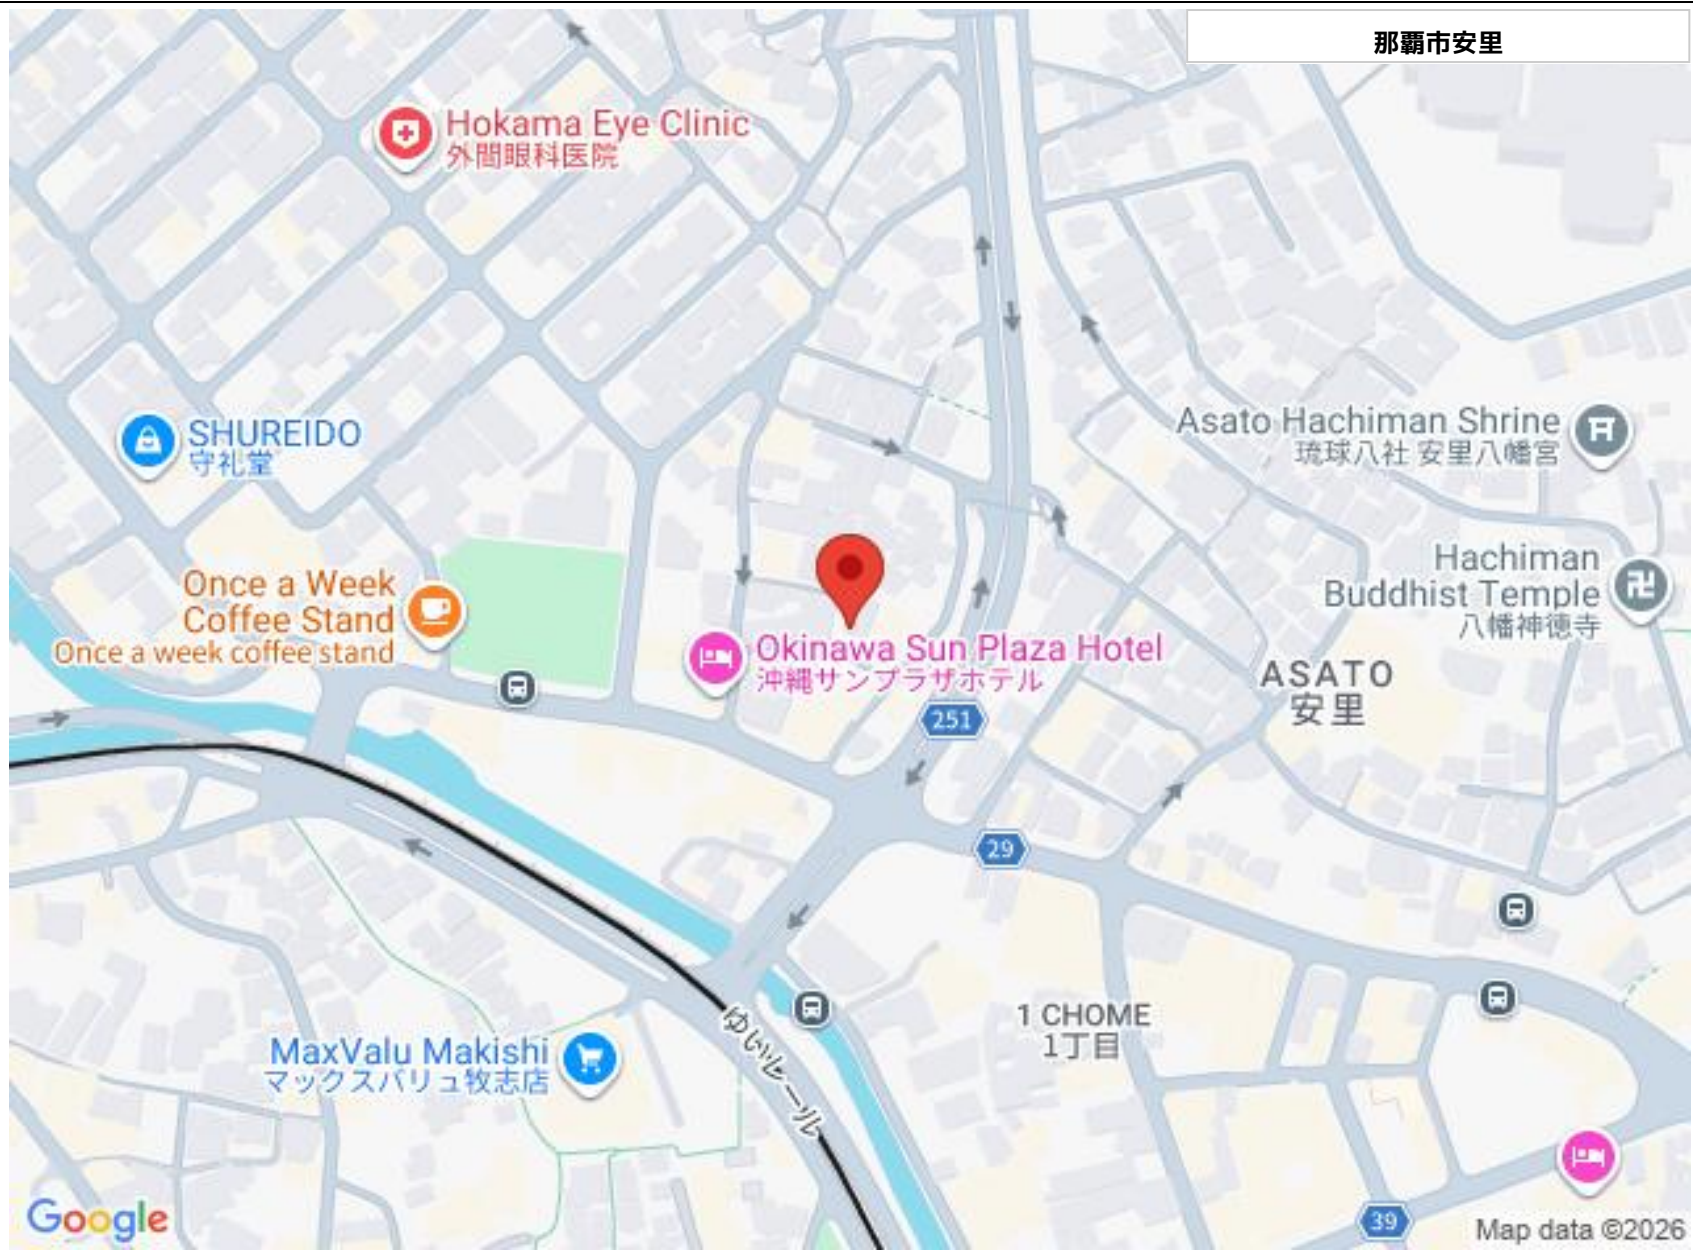 那覇市安里
Hokama Eye Clinic
外間眼科医院
SHUREIDO
守礼堂
Asato Hachiman Shrine
琉球八社 安里八幡宮
Once a Week
Coffee Stand
Once a week coffee stand
Hachiman
Buddhist Temple
八幡神徳寺
Okinawa Sun Plaza Hotel
沖縄サンプラザホテル
ASATO
安里
251
29
1 CHOME
1丁目
MaxValu Makishi
マックスバリュ牧志店
ゆいレール
39
Google
Map data ©2026